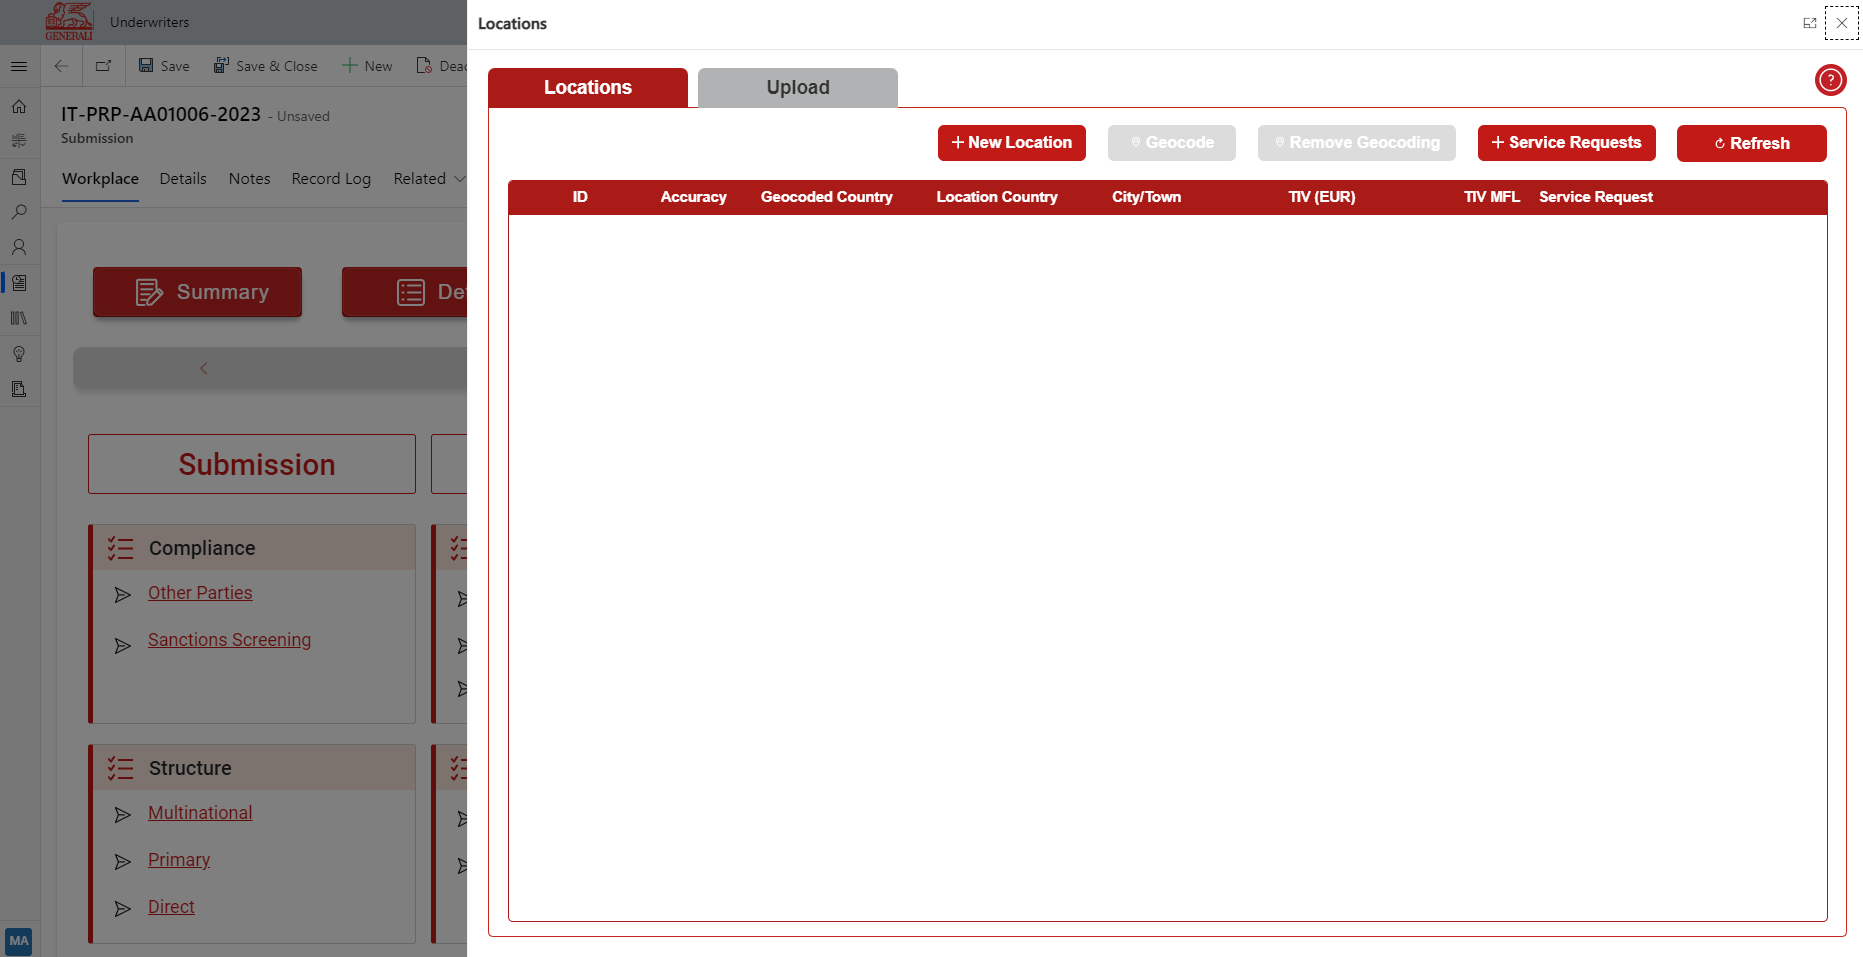 GENERALI
Underwriters
Save
Save & Close
New
IT-PRP-AA01006-2023 - Unsaved
Submission
Workplace
Details
Notes
Record Log
Related
Summary
Submission
Compliance
Other Parties
Sanctions Screening
Structure
Multinational
Primary
Direct
MA
Locations
Locations
Upload
?
New Location
Geocode
Remove Geocoding
Service Requests
Refresh
ID
Accuracy
Geocoded Country
Location Country
City/Town
TIV (EUR)
TIV MFL
Service Request